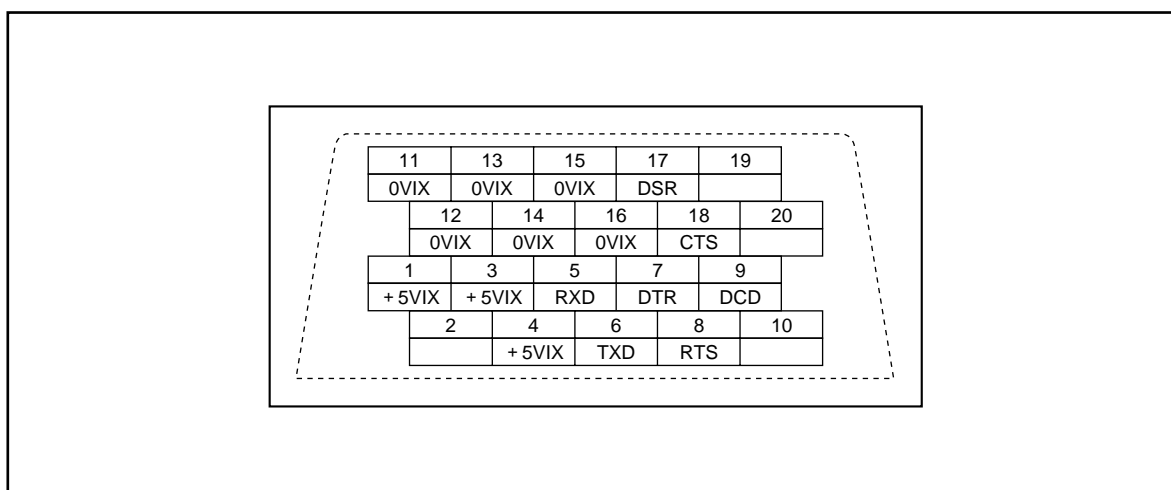 11 13 15 17 19
0VIX 0VIX 0VIX DSR
12 14 16 18 20
0VIX 0VIX 0VIX CTS
1 3 5 7 9
+5VIX +5VIX RXD DTR DCD
2 4 6 8 10
+5VIX TXD RTS